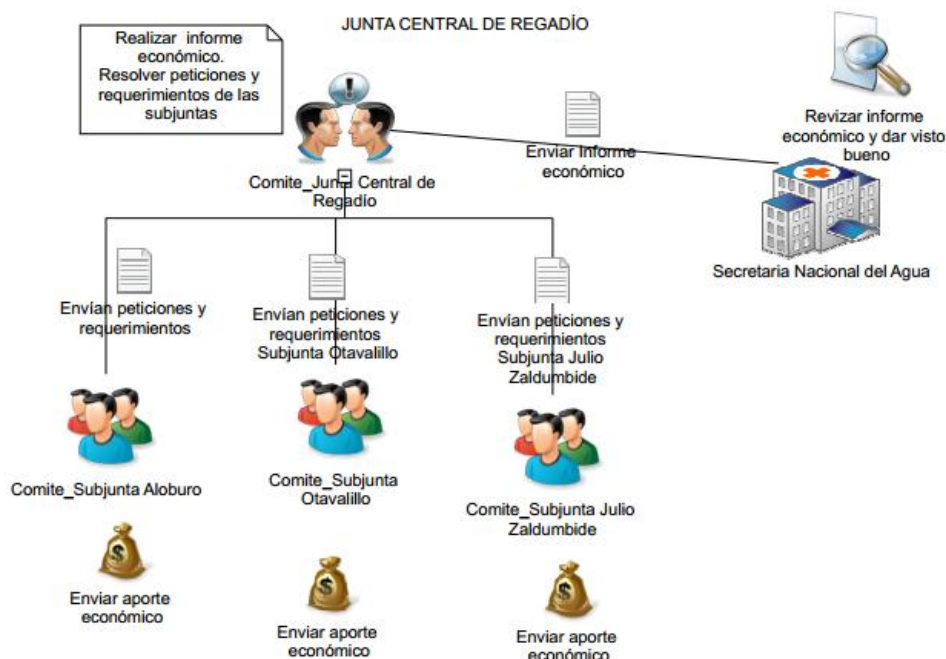 JUNTA CENTRAL DE REGADÍO
Realizar informe
económico.
Resolver peticiones y
requerimientos de las
subjuntas
Revizar informe
económico y dar visto
bueno
Enviar Informe
económico
Comite_Junta Central de
Regadío
Secretaria Nacional del Agua
Envían peticiones y
requerimientos
Envían peticiones y
requerimientos
Subjunta Otavalillo
Envían peticiones y
requerimientos
Subjunta Julio
Zaldumbide
Comite_Subjunta Aloburo
Comite_Subjunta
Otavalillo
Comite_Subjunta Julio
Zaldumbide
Enviar aporte
económico
Enviar aporte
económico
Enviar aporte
económico